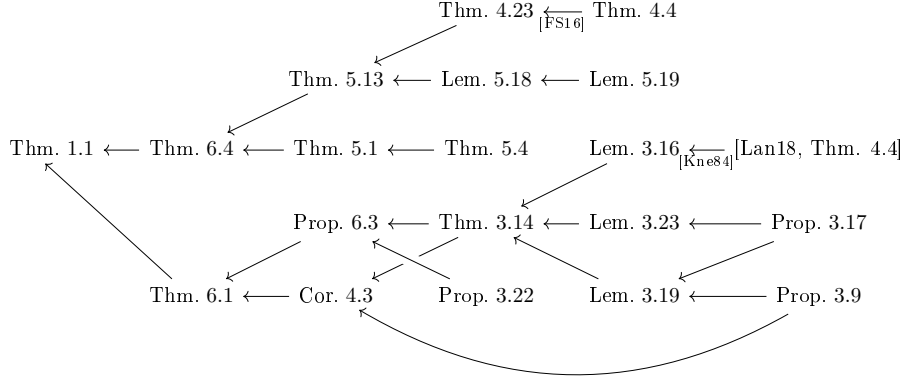 Thm. 4.23 Thm. 4.4
[FS16]
Thm. 5.13 Lem. 5.18 Lem. 5.19
Thm. 1.1 Thm. 6.4 Thm. 5.1 Thm. 5.4 Lem. 3.16 [Lan18, Thm. 4.4]
[Kne84]
Prop. 6.3 Thm. 3.14 Lem. 3.23 Prop. 3.17
Thm. 6.1 Cor. 4.3 Prop. 3.22 Lem. 3.19 Prop. 3.9